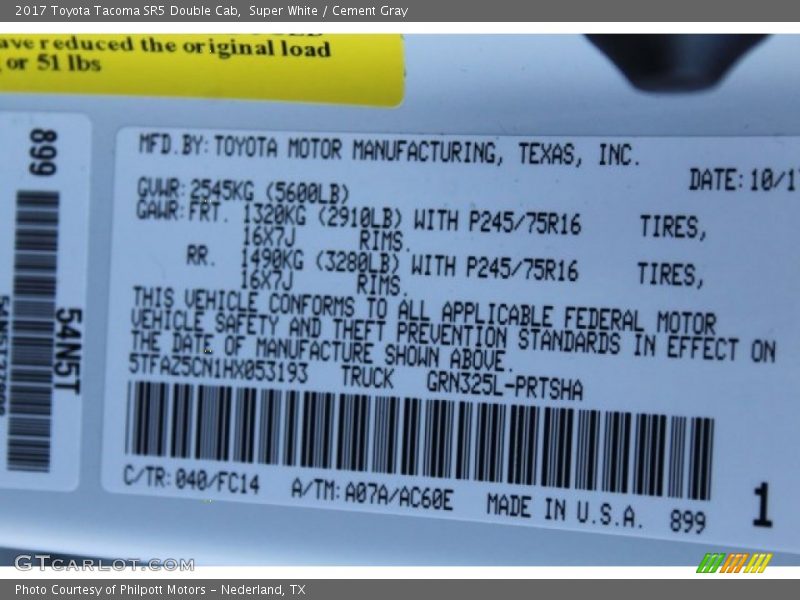 2017 Toyota Tacoma SR5 Double Cab, Super White / Cement Gray
have reduced the original load
or 51 lbs
MFD.BY: TOYOTA MOTOR MANUFACTURING, TEXAS, INC.
DATE: 10/1
GVWR: 2545KG (5600LB)
GAWR: FRT. 1320KG (2910LB) WITH P245/75R16 TIRES,
16X7J RIMS.
RR. 1490KG (3280LB) WITH P245/75R16 TIRES,
16X7J RIMS.
THIS VEHICLE CONFORMS TO ALL APPLICABLE FEDERAL MOTOR
VEHICLE SAFETY AND THEFT PREVENTION STANDARDS IN EFFECT ON
THE DATE OF MANUFACTURE SHOWN ABOVE.
5TFAZ5CN1HX053193 TRUCK GRN325L-PRTSHA
C/TR: 040/FC14 A/TM: A07A/AC60E MADE IN U.S.A. 899
1
899
54N5T
GTCARLOT.COM
Photo Courtesy of Philpott Motors - Nederland, TX